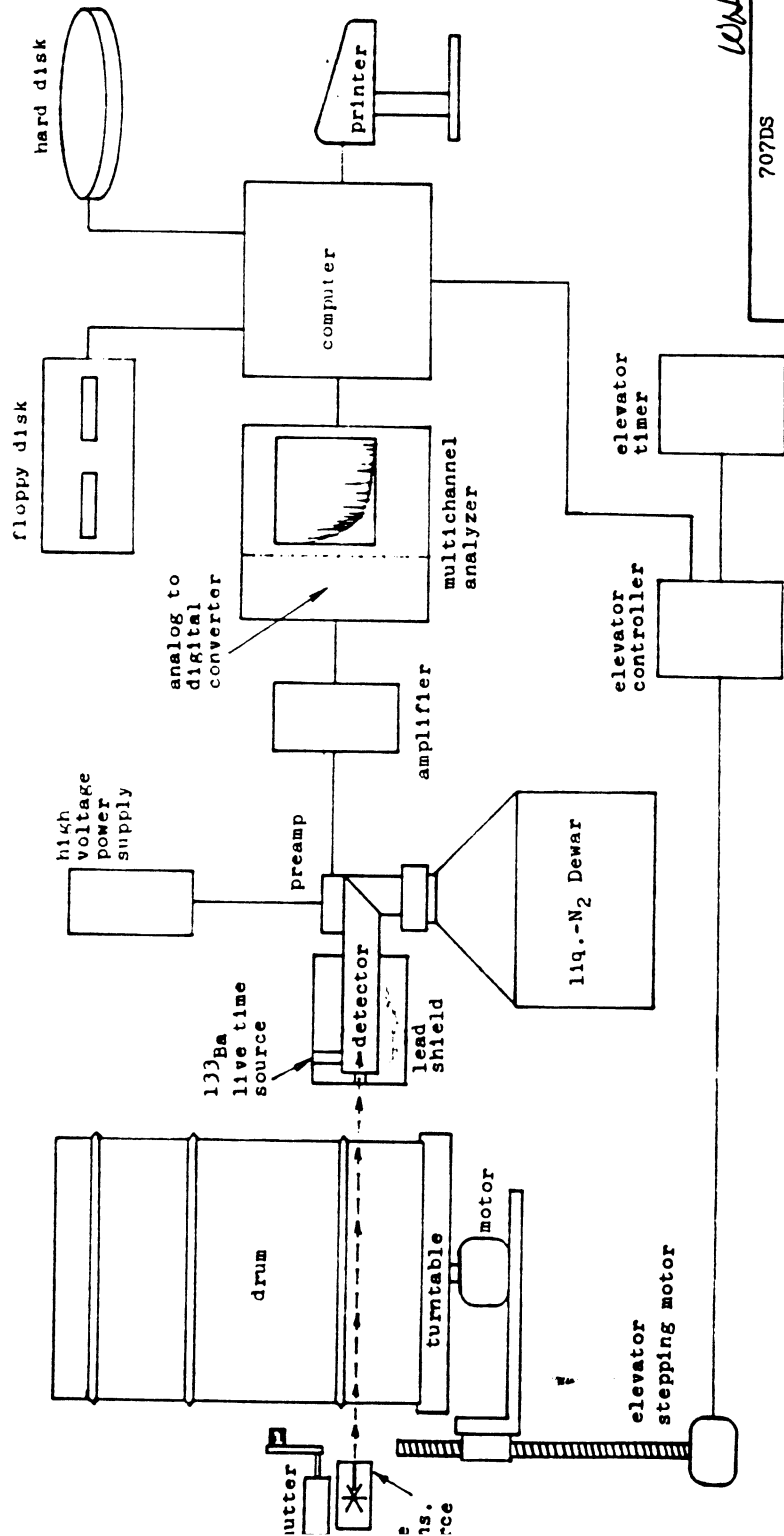 hard disk
floppy disk
printer
computer
analog to
digital
converter
multichannel
analyzer
amplifier
high
voltage
power
supply
preamp
133Ba
live time
source
detector
lead
shield
liq.-N2 Dewar
drum
turntable
motor
elevator
stepping motor
elevator
controller
elevator
timer
utter
e
ns.
rce
707DS